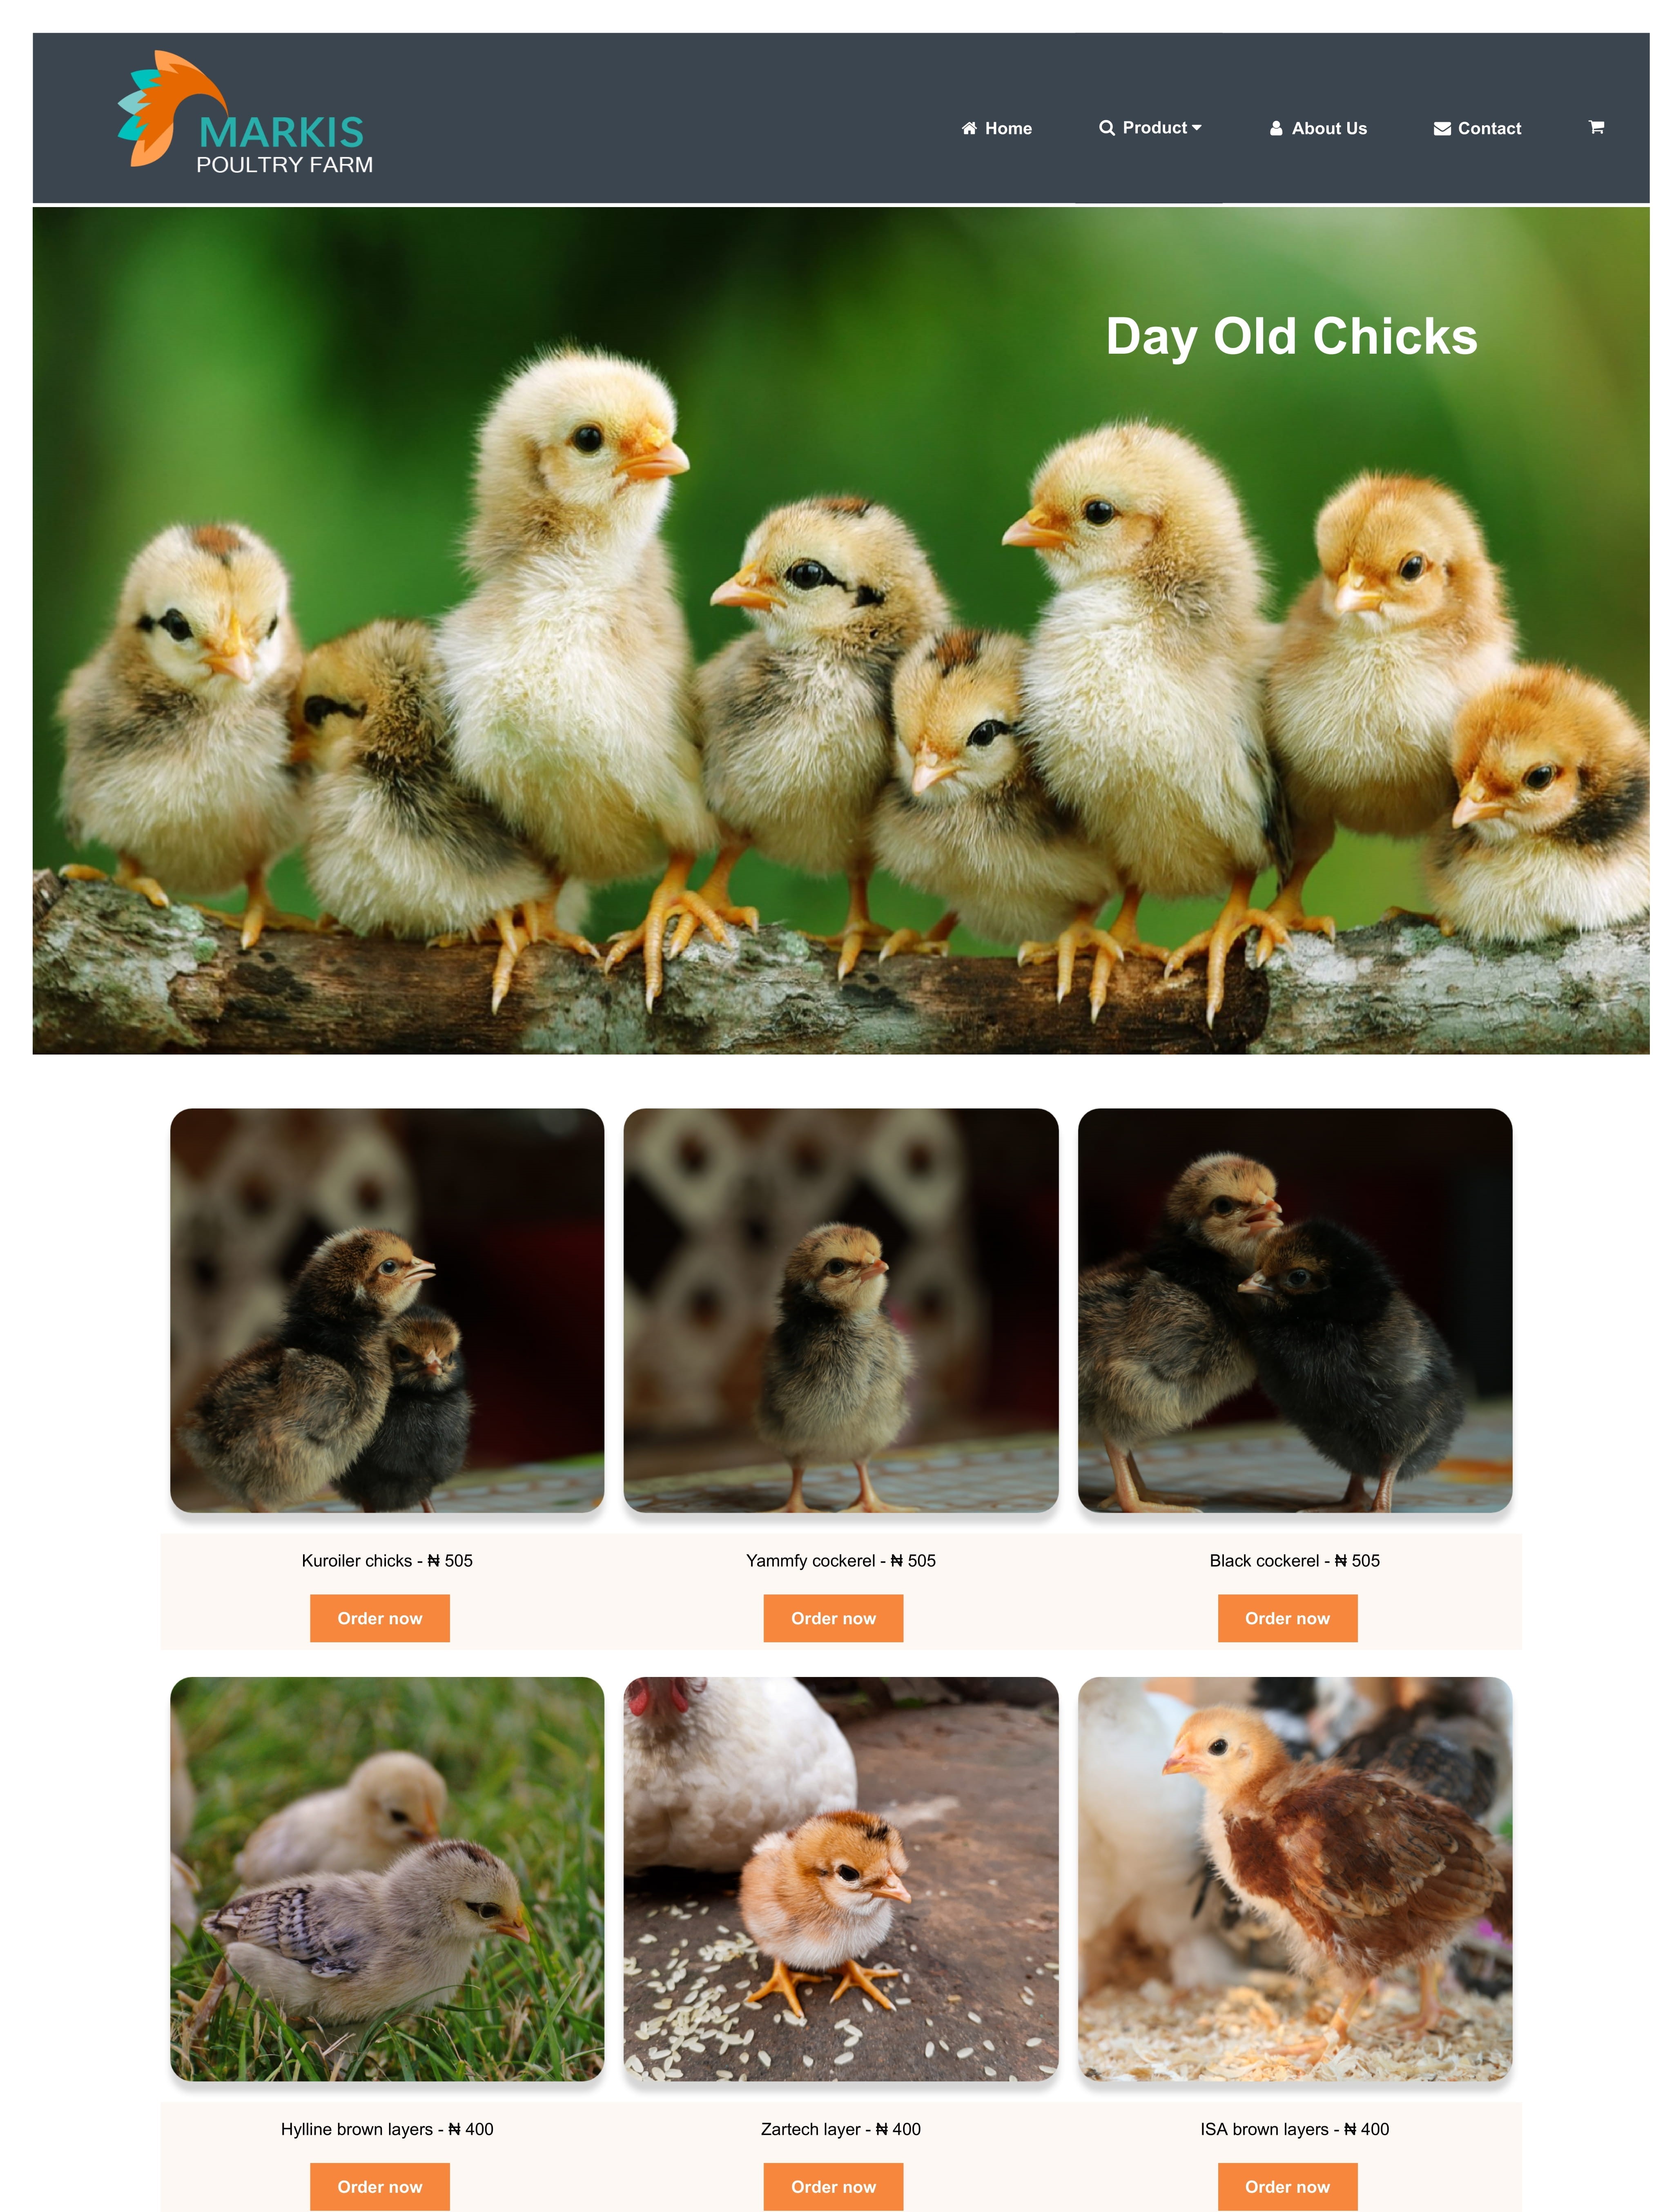 MARKIS
POULTRY FARM
Home
Product
About Us
Contact
Day Old Chicks
Kuroiler chicks - ₦ 505
Yammfy cockerel - ₦ 505
Black cockerel - ₦ 505
Order now
Order now
Order now
Hylline brown layers - ₦ 400
Zartech layer - ₦ 400
ISA brown layers - ₦ 400
Order now
Order now
Order now